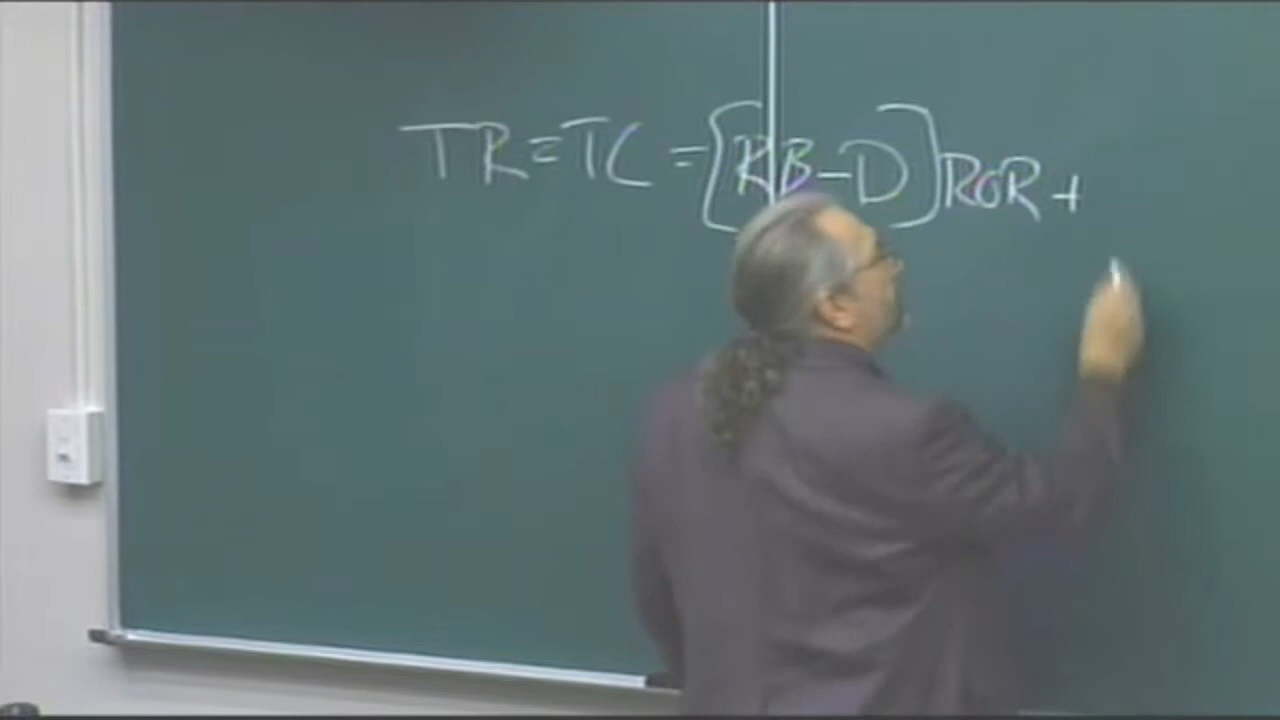 TR = TC = [RB - D] ROR +